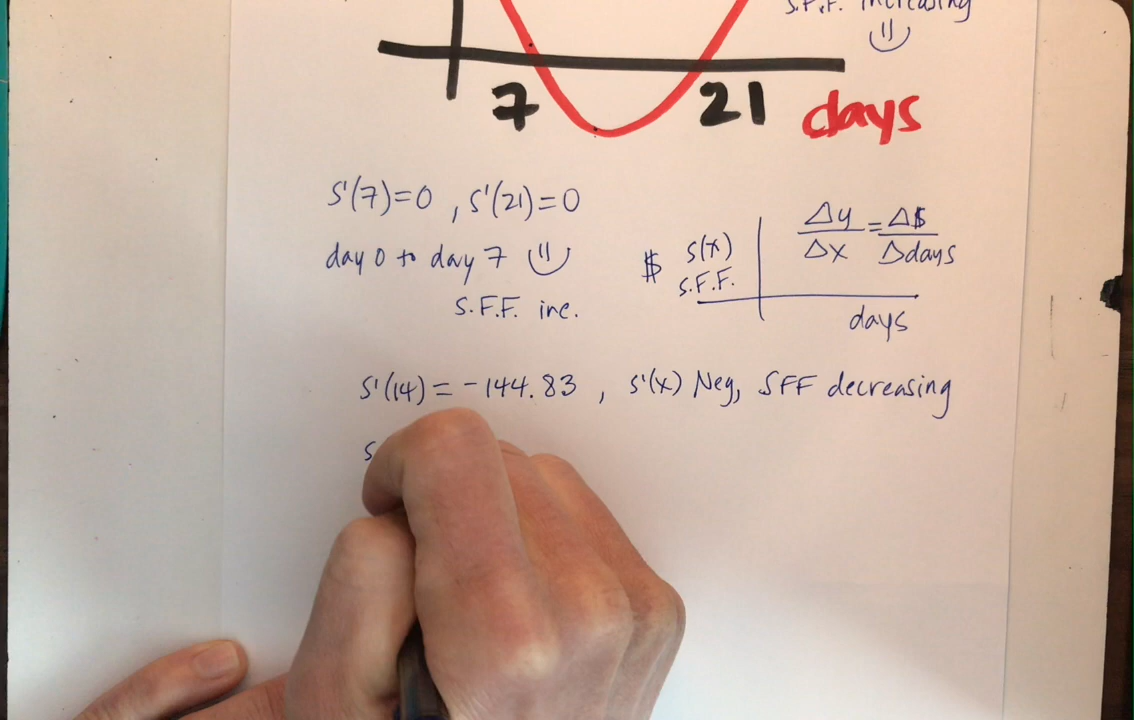 S.F.F. increasing
7
21
days
s'(7)=0 , s'(21)=0
day 0 to day 7
S.F.F. inc.
Δy/Δx = Δ$/Δdays
$ s(x)
S.F.F.
days
s'(14) = -144.83 , s'(x) Neg, SFF decreasing
s